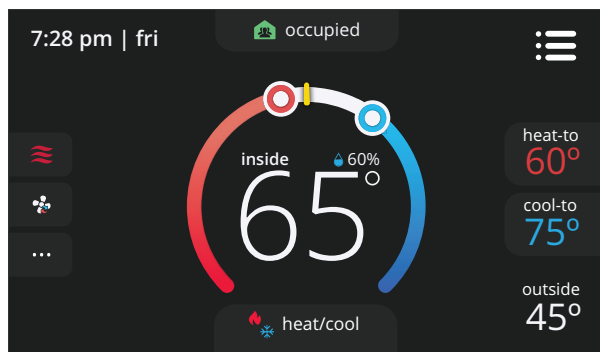 7:28 pm | fri
occupied
inside
60%
65°
heat-to
60°
cool-to
75°
outside
45°
heat/cool